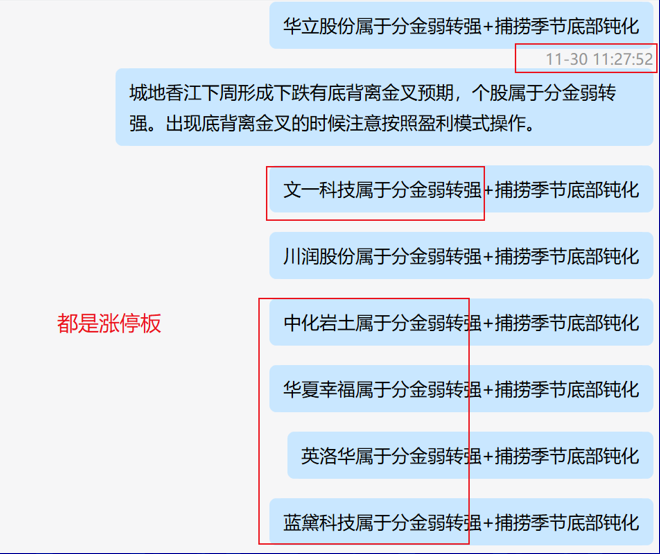 华立股份属于分金弱转强+捕捞季节底部钝化
11-30 11:27:52
城地香江下周形成下跌有底背离金叉预期，个股属于分金弱转
强。出现底背离金叉的时候注意按照盈利模式操作。
文一科技属于分金弱转强+捕捞季节底部钝化
川润股份属于分金弱转强+捕捞季节底部钝化
都是涨停板
中化岩土属于分金弱转强+捕捞季节底部钝化
华夏幸福属于分金弱转强+捕捞季节底部钝化
英洛华属于分金弱转强+捕捞季节底部钝化
蓝黛科技属于分金弱转强+捕捞季节底部钝化